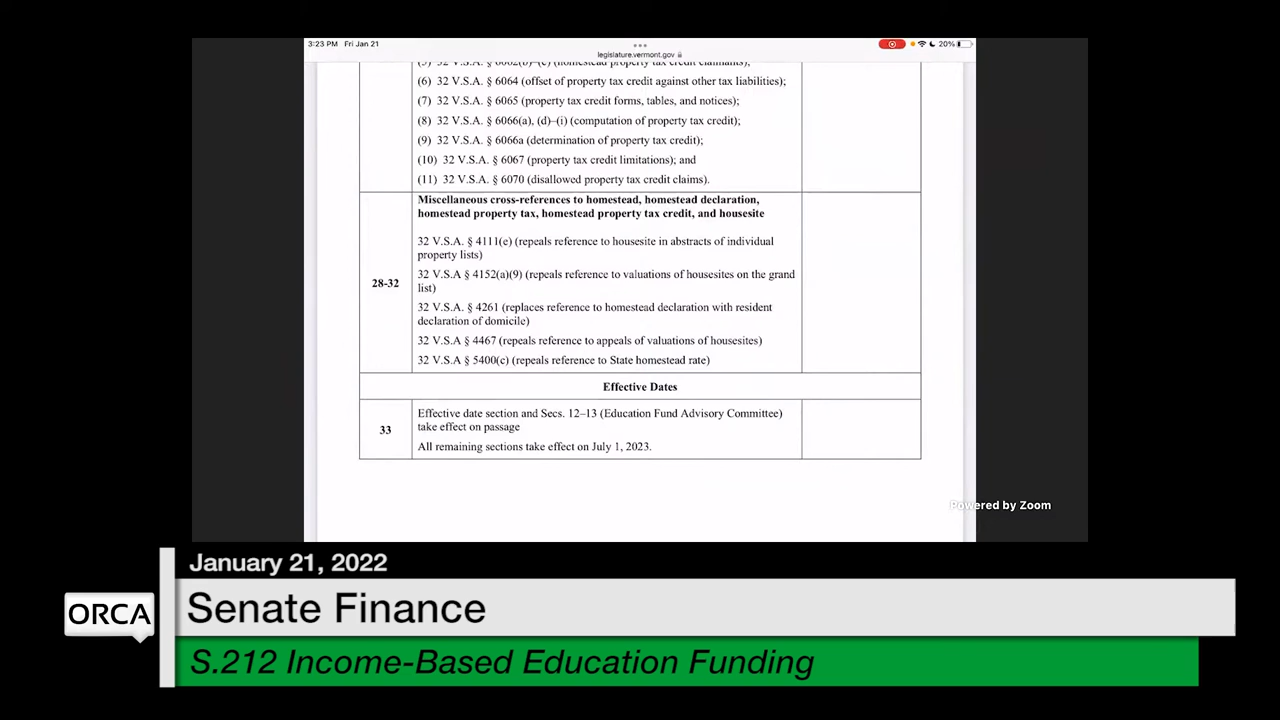 3:23 PM Fri Jan 21
20%
legislature.vermont.gov
(5) 32 V.S.A. § 6062(b)–(e) (homestead property tax credit claimants);
(6) 32 V.S.A. § 6064 (offset of property tax credit against other tax liabilities);
(7) 32 V.S.A. § 6065 (property tax credit forms, tables, and notices);
(8) 32 V.S.A. § 6066(a), (d)–(i) (computation of property tax credit);
(9) 32 V.S.A. § 6066a (determination of property tax credit);
(10) 32 V.S.A. § 6067 (property tax credit limitations); and
(11) 32 V.S.A. § 6070 (disallowed property tax credit claims).
Miscellaneous cross-references to homestead, homestead declaration,
homestead property tax, homestead property tax credit, and housesite
32 V.S.A. § 4111(e) (repeals reference to housesite in abstracts of individual
property lists)
32 V.S.A § 4152(a)(9) (repeals reference to valuations of housesites on the grand
list)
28-32
32 V.S.A. § 4261 (replaces reference to homestead declaration with resident
declaration of domicile)
32 V.S.A § 4467 (repeals reference to appeals of valuations of housesites)
32 V.S.A § 5400(c) (repeals reference to State homestead rate)
Effective Dates
33
Effective date section and Secs. 12–13 (Education Fund Advisory Committee)
take effect on passage
All remaining sections take effect on July 1, 2023.
Powered by Zoom
January 21, 2022
ORCA
Senate Finance
S.212 Income-Based Education Funding